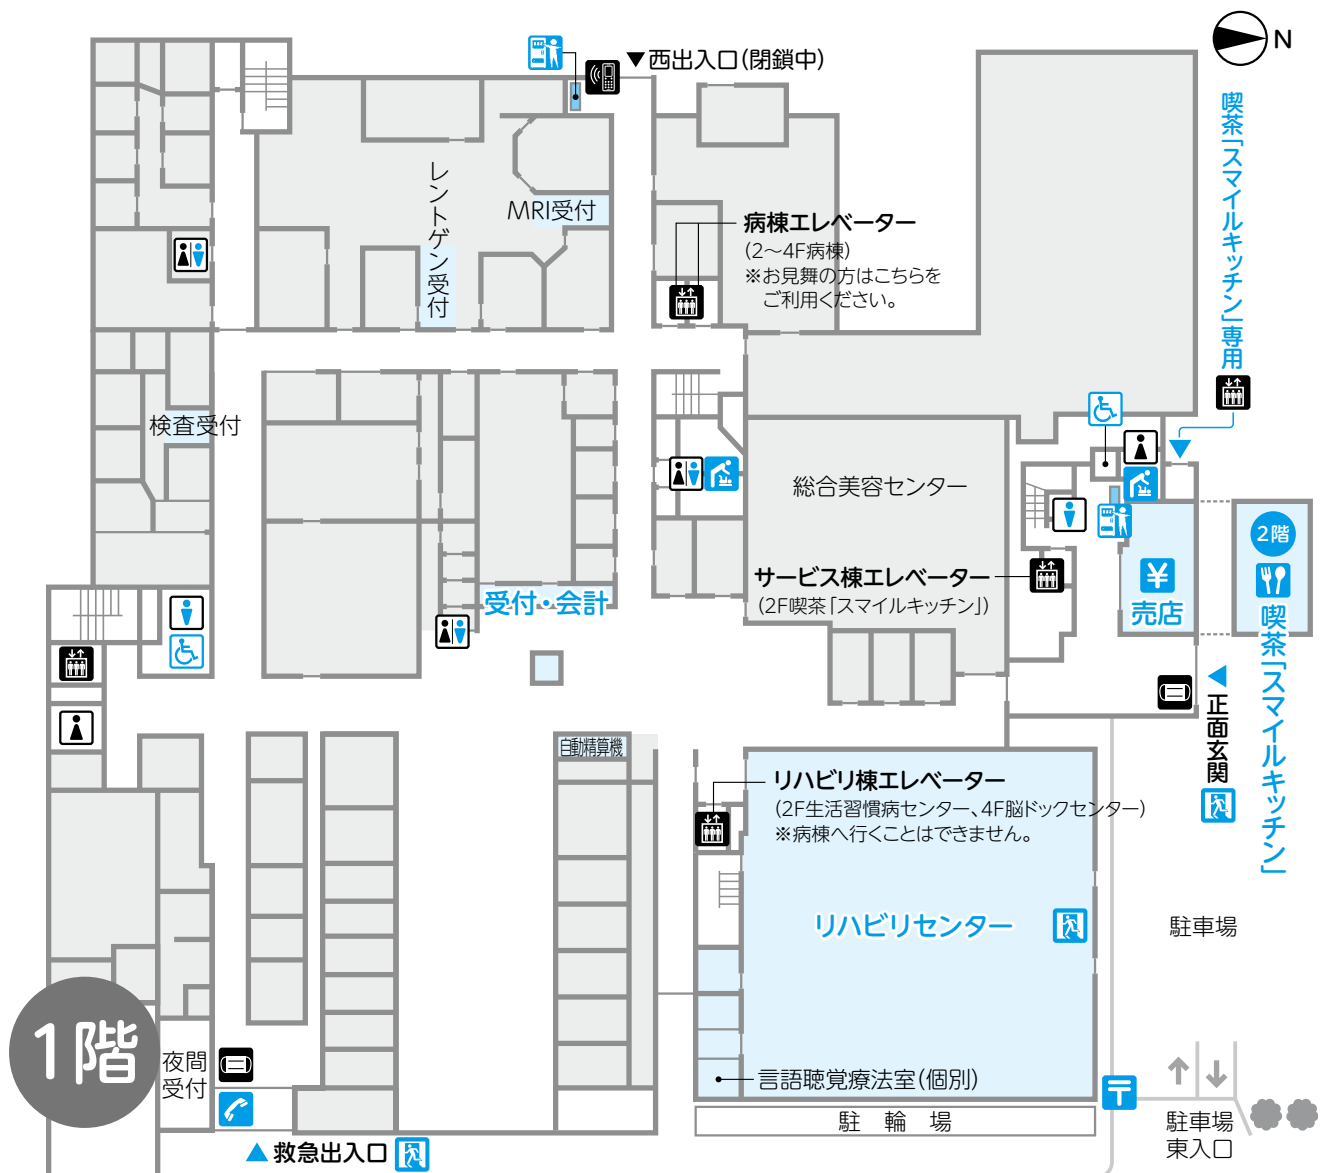 N
▼西出入口(閉鎖中)
喫茶「スマイルキッチン」専用
レントゲン受付
MRI受付
病棟エレベーター
(2〜4F病棟)
※お見舞の方はこちらを
ご利用ください。
検査受付
総合美容センター
2階
サービス棟エレベーター
(2F喫茶「スマイルキッチン」)
¥
売店
受付・会計
喫茶「スマイルキッチン」
正面玄関
自動精算機
リハビリ棟エレベーター
(2F生活習慣病センター、4F脳ドックセンター)
※病棟へ行くことはできません。
リハビリセンター
駐車場
1階
夜間
受付
言語聴覚療法室(個別)
〒
駐輪場
駐車場
東入口
▲救急出入口